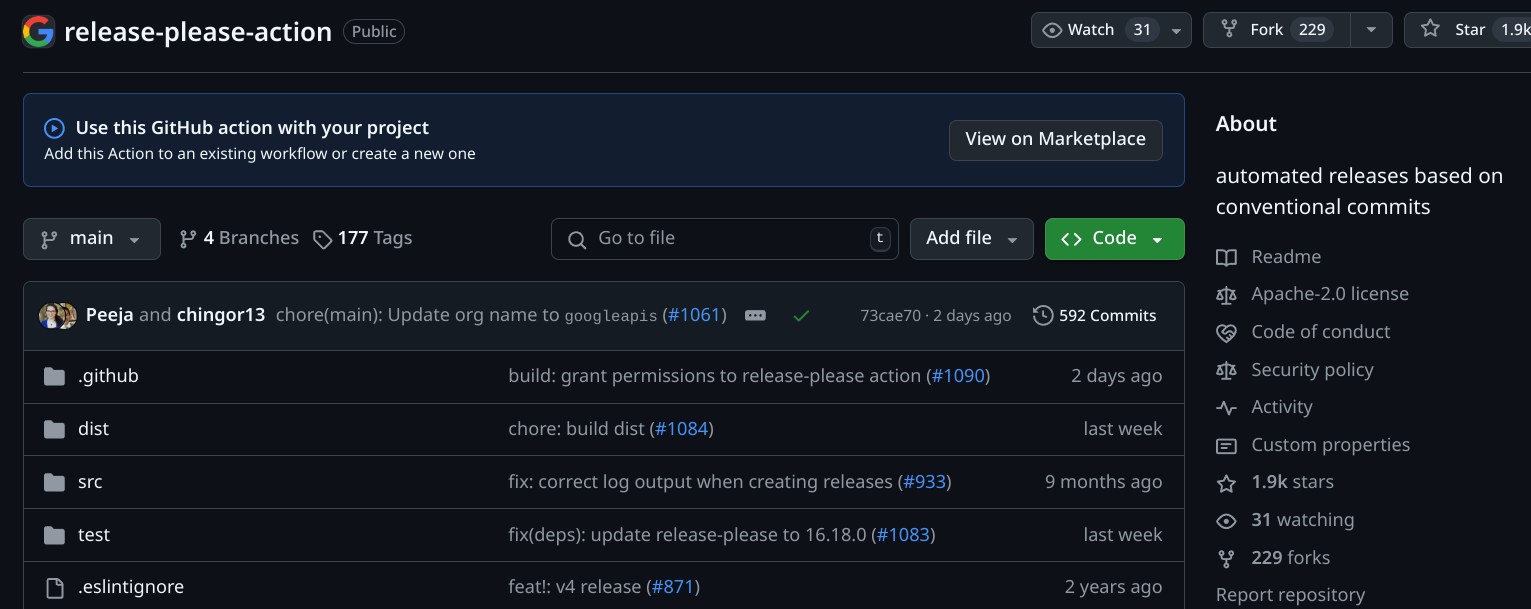 release-please-action Public Watch 31 Fork 229 Star 1.9k
Use this GitHub action with your project
Add this Action to an existing workflow or create a new one
View on Marketplace
main 4 Branches 177 Tags Go to file t Add file Code
Peeja and chingor13 chore(main): Update org name to googleapis (#1061) 73cae70 · 2 days ago 592 Commits
.github build: grant permissions to release-please action (#1090) 2 days ago
dist chore: build dist (#1084) last week
src fix: correct log output when creating releases (#933) 9 months ago
test fix(deps): update release-please to 16.18.0 (#1083) last week
.eslintignore feat!: v4 release (#871) 2 years ago
About
automated releases based on
conventional commits
Readme
Apache-2.0 license
Code of conduct
Security policy
Activity
Custom properties
1.9k stars
31 watching
229 forks
Report repository